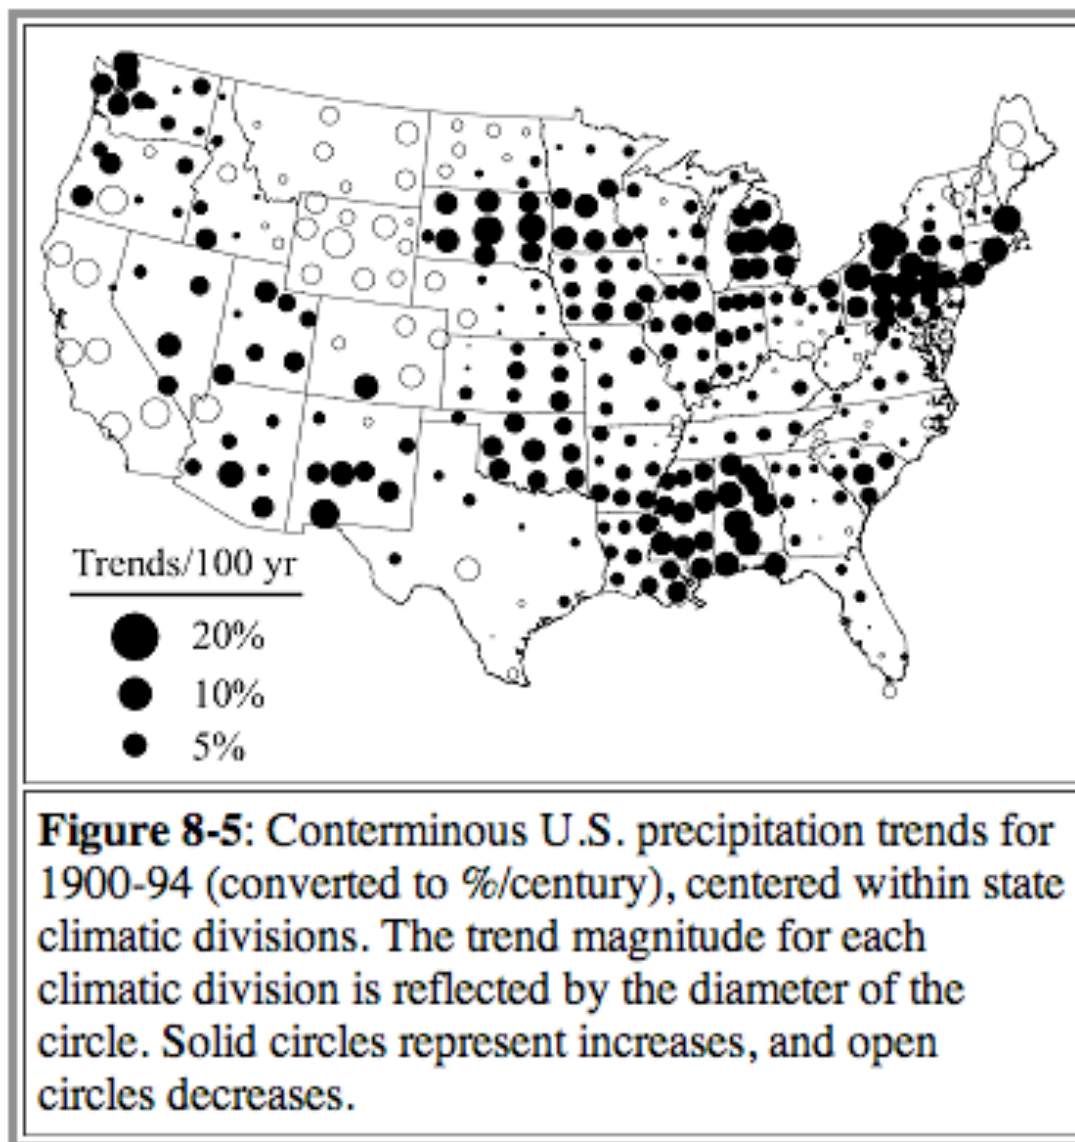 Trends/100 yr
20%
10%
5%
Figure 8-5: Conterminous U.S. precipitation trends for
1900-94 (converted to %/century), centered within state
climatic divisions. The trend magnitude for each
climatic division is reflected by the diameter of the
circle. Solid circles represent increases, and open
circles decreases.